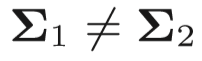 𝚺₁ ≠ 𝚺₂